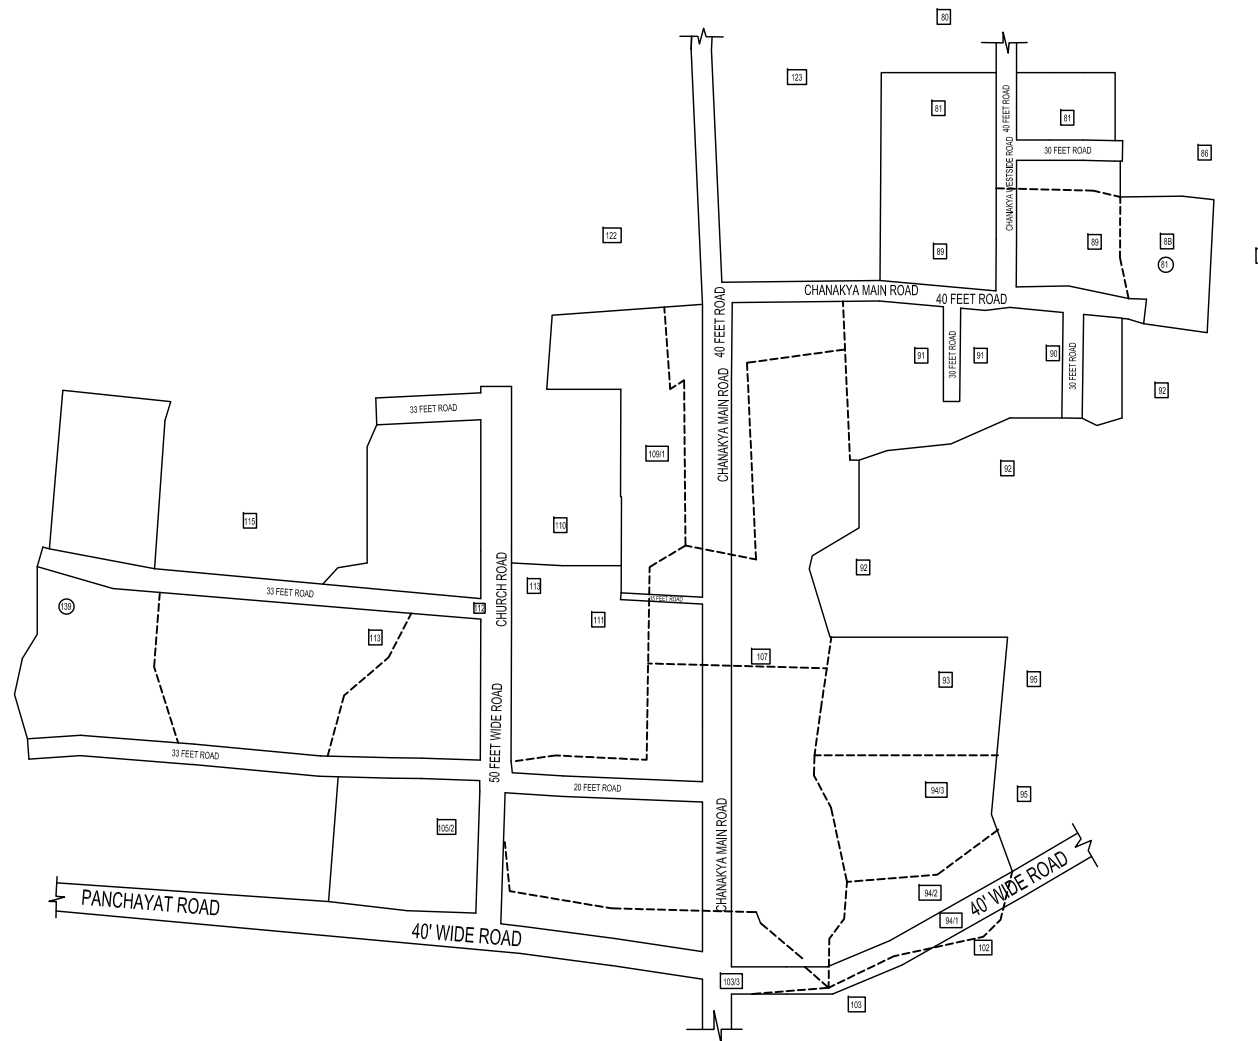 80
123
81
81
40 FEET ROAD
30 FEET ROAD
86
CHANAKYA WESTSIDE ROAD
122
89
89
8B
81
CHANAKYA MAIN ROAD
40 FEET ROAD
40 FEET ROAD
91
91
90
30 FEET ROAD
30 FEET ROAD
92
33 FEET ROAD
CHANAKYA MAIN ROAD
109/1
92
115
110
92
CHURCH ROAD
113
33 FEET ROAD
139
112
111
113
107
93
95
50 FEET WIDE ROAD
33 FEET ROAD
20 FEET ROAD
94/3
95
105/2
CHANAKYA MAIN ROAD
PANCHAYAT ROAD
40' WIDE ROAD
94/2
40' WIDE ROAD
94/1
102
103/3
103